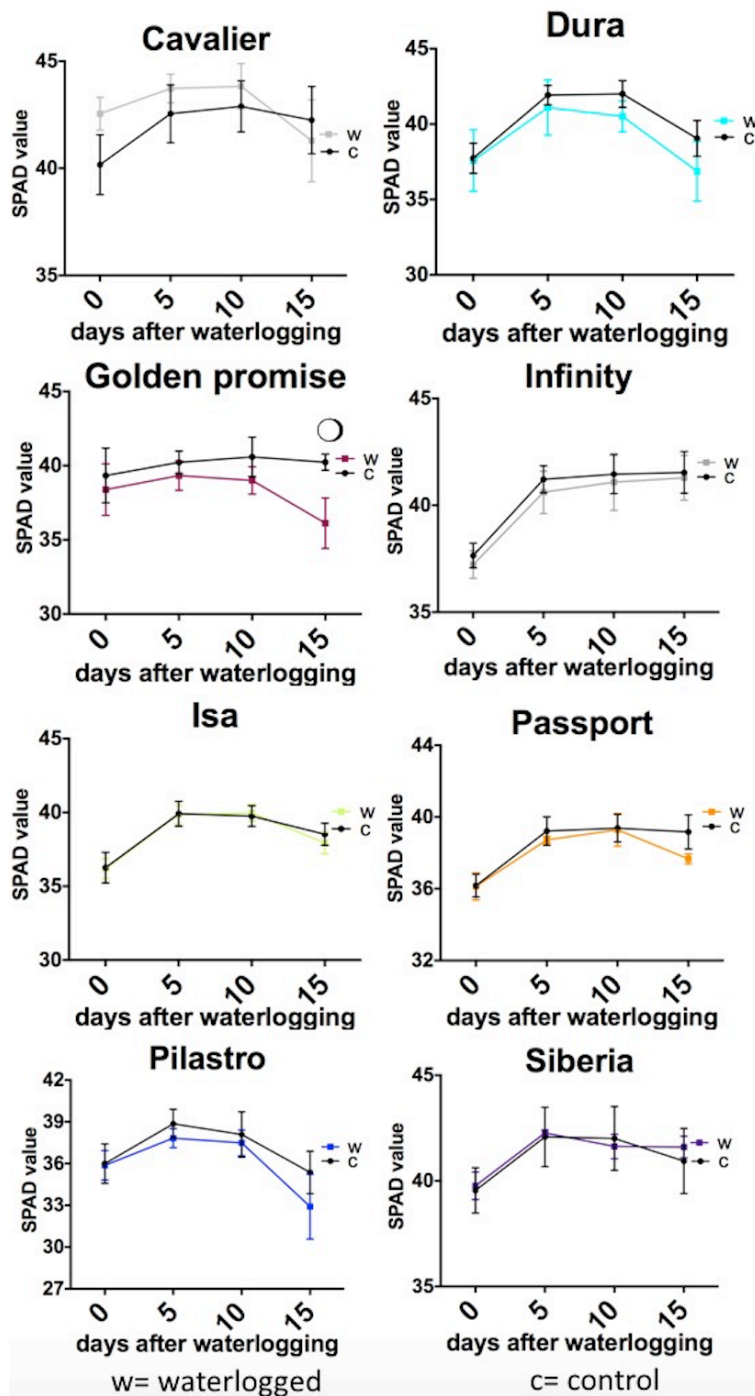 Cavalier
45
40
35
SPAD value
w
c
0 5 10 15
days after waterlogging
Dura
45
40
35
30
SPAD value
w
c
0 5 10 15
days after waterlogging
Golden promise
45
40
35
30
SPAD value
w
c
0 5 10 15
days after waterlogging
Infinity
45
40
35
SPAD value
w
c
0 5 10 15
days after waterlogging
Isa
45
40
35
30
SPAD value
w
c
0 5 10 15
days after waterlogging
Passport
44
40
36
32
SPAD value
w
c
0 5 10 15
days after waterlogging
Pilastro
42
39
36
33
30
27
SPAD value
w
c
0 5 10 15
days after waterlogging
Siberia
45
40
35
SPAD value
w
c
0 5 10 15
days after waterlogging
w= waterlogged
c= control